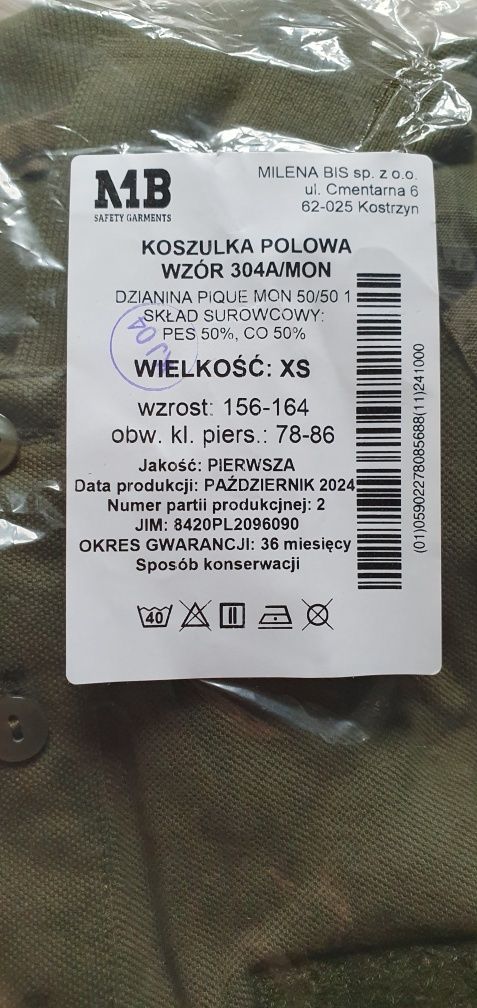 MB
SAFETY GARMENTS
MILENA BIS sp. z o.o.
ul. Cmentarna 6
62-025 Kostrzyn
KOSZULKA POLOWA
WZÓR 304A/MON
DZIANINA PIQUE MON 50/50 1
SKŁAD SUROWCOWY:
PES 50%, CO 50%
WIELKOŚĆ: XS
wzrost: 156-164
obw. kl. piers.: 78-86
Jakość: PIERWSZA
Data produkcji: PAŹDZIERNIK 2024
Numer partii produkcyjnej: 2
JIM: 8420PL2096090
OKRES GWARANCJI: 36 miesięcy
Sposób konserwacji
40
(01)05902278085688(11)241000